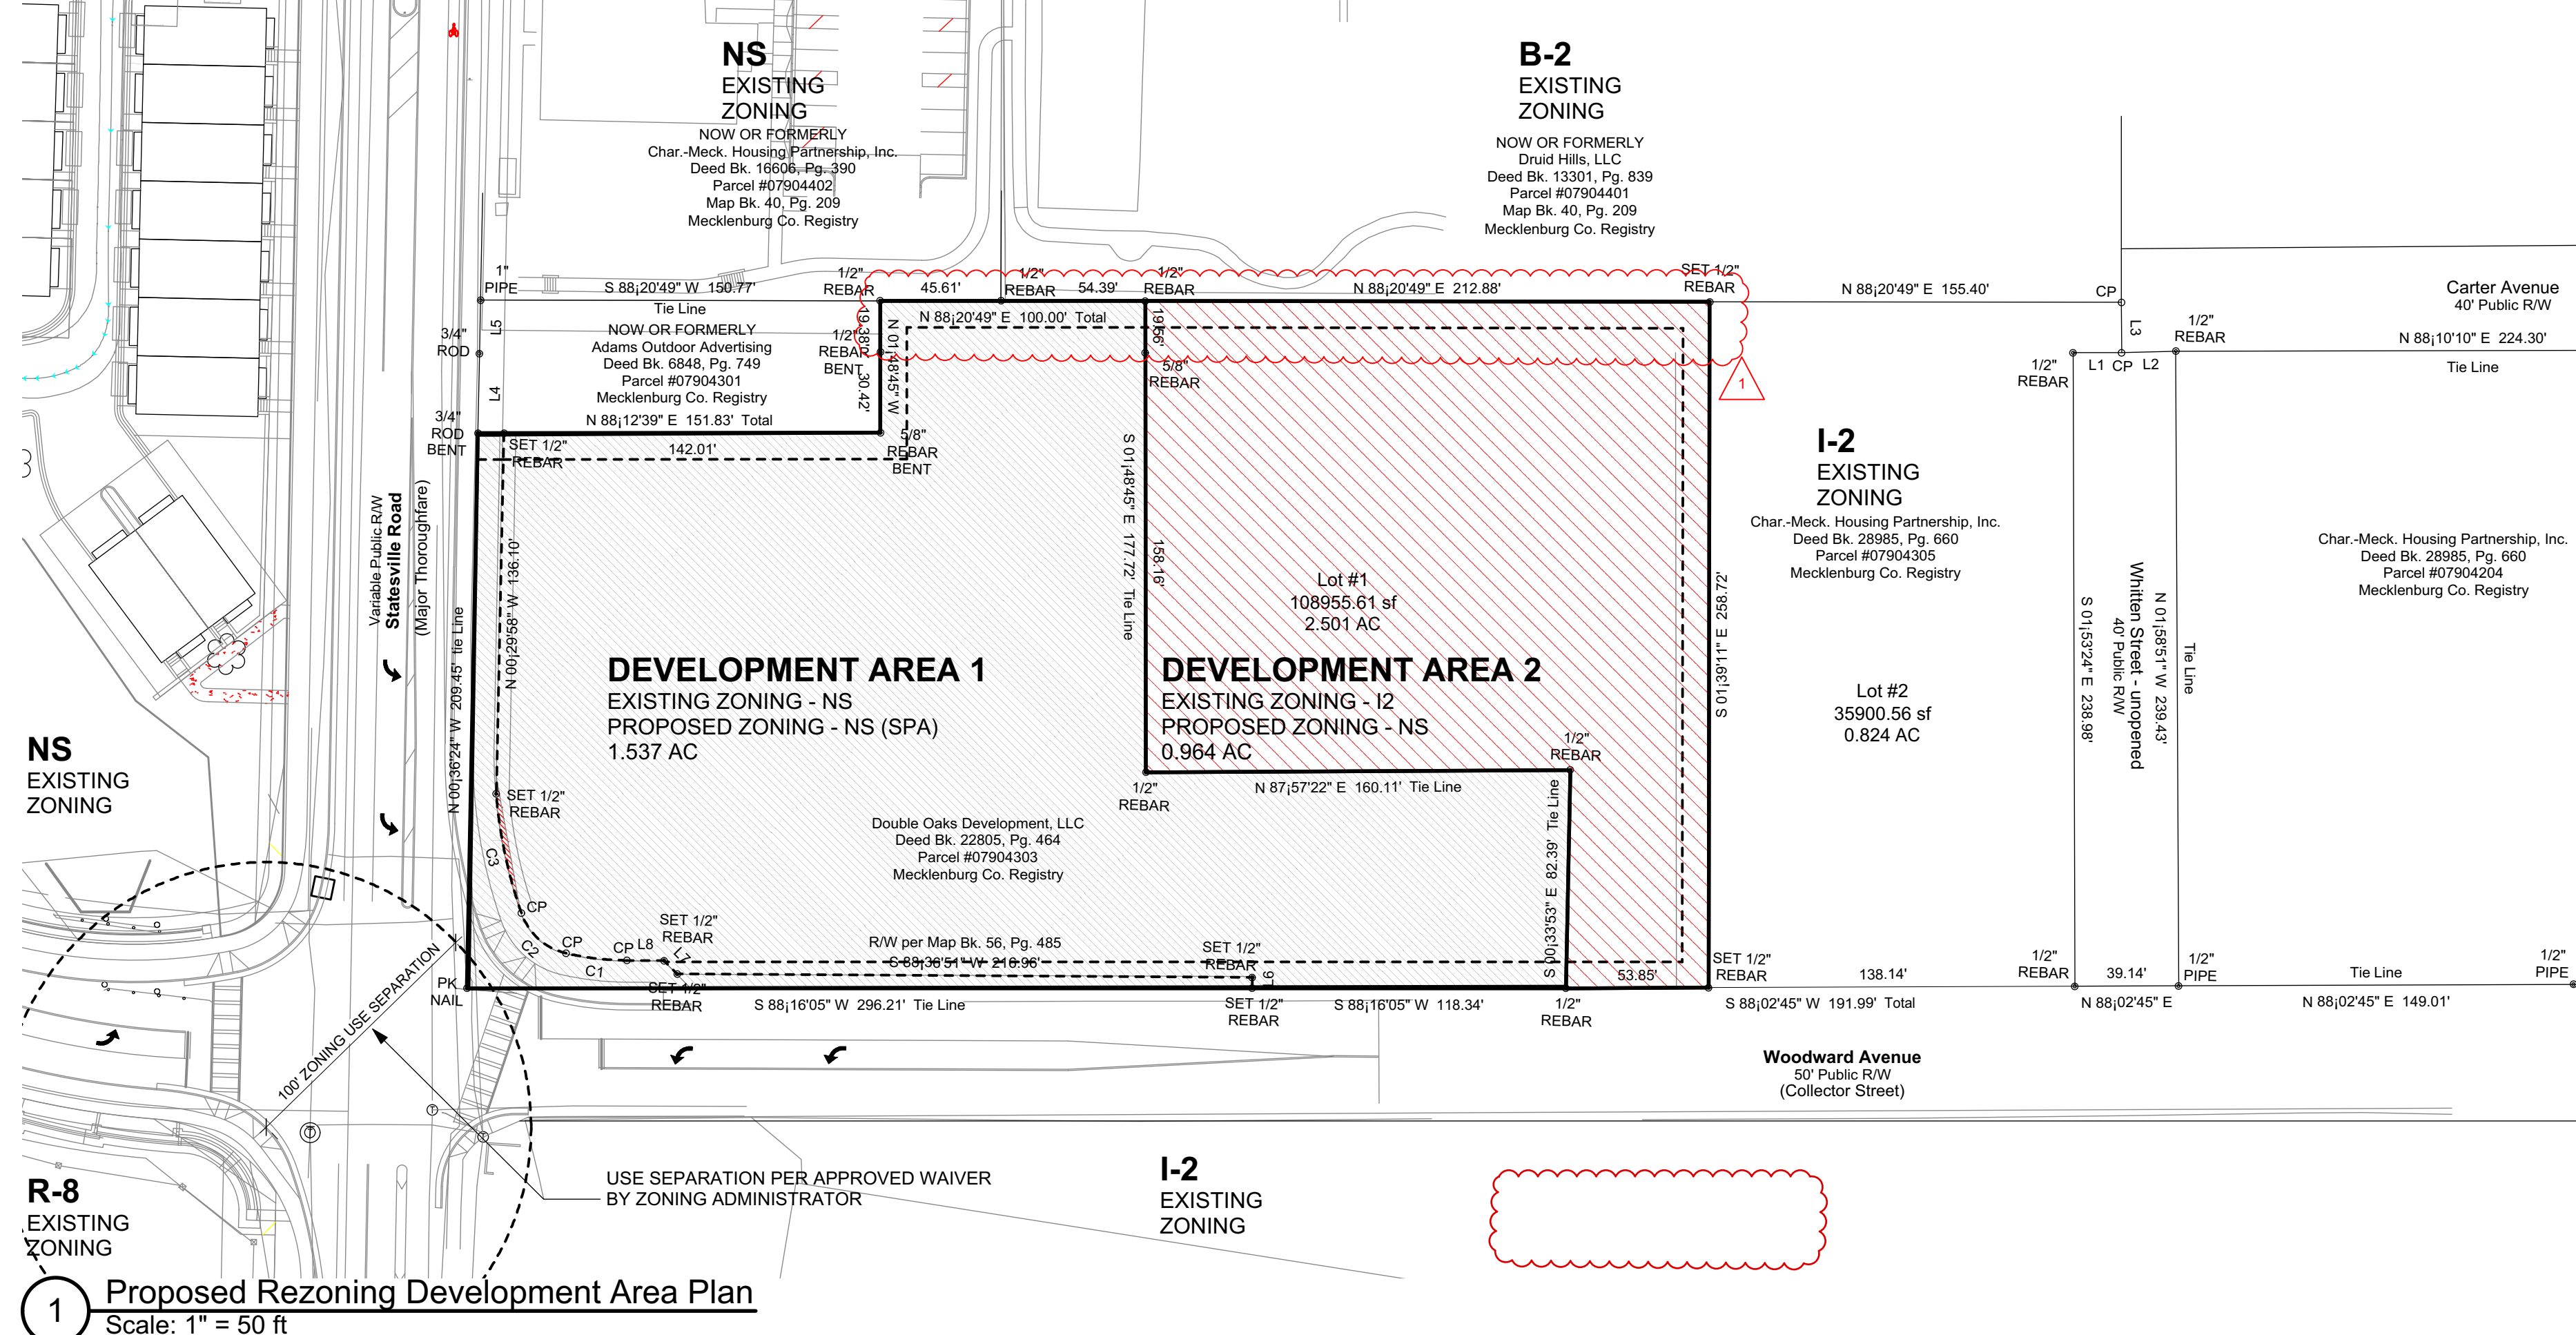 NS
EXISTING
ZONING
NOW OR FORMERLY
Char.-Meck. Housing Partnership, Inc.
Deed Bk. 16606, Pg. 390
Parcel #07904402
Map Bk. 40, Pg. 209
Mecklenburg Co. Registry
B-2
EXISTING
ZONING
NOW OR FORMERLY
Druid Hills, LLC
Deed Bk. 13301, Pg. 839
Parcel #07904401
Map Bk. 40, Pg. 209
Mecklenburg Co. Registry
1"
PIPE
S 88¡20'49" W 150.77'
Tie Line
1/2"
REBAR
45.61'
1/2"
REBAR
54.39'
1/2"
REBAR
N 88¡20'49" E 212.88'
SET 1/2"
REBAR
N 88¡20'49" E 155.40'
CP
Carter Avenue
40' Public R/W
N 88¡20'49" E 100.00' Total
L5
L4
3/4"
ROD
NOW OR FORMERLY
Adams Outdoor Advertising
Deed Bk. 6848, Pg. 749
Parcel #07904301
Mecklenburg Co. Registry
N 88¡12'39" E 151.83' Total
142.01'
3/4"
ROD
BENT
SET 1/2"
REBAR
1/2"
REBAR
BENT
19.38'
30.42'
N 01¡48'45" W
5/8"
REBAR
BENT
19.56'
5/8"
REBAR
1
L3
1/2"
REBAR
L1 CP L2
1/2"
REBAR
N 88¡10'10" E 224.30'
Tie Line
I-2
EXISTING
ZONING
Char.-Meck. Housing Partnership, Inc.
Deed Bk. 28985, Pg. 660
Parcel #07904305
Mecklenburg Co. Registry
Char.-Meck. Housing Partnership, Inc.
Deed Bk. 28985, Pg. 660
Parcel #07904204
Mecklenburg Co. Registry
Variable Public R/W
Statesville Road
(Major Thoroughfare)
N 00¡36'24" W 209.45' tie Line
N 00¡29'58" W 136.10'
S 01¡48'45" E 177.72' Tie Line
158.16'
Lot #1
108955.61 sf
2.501 AC
S 01¡39'11" E 258.72'
Lot #2
35900.56 sf
0.824 AC
S 01¡53'24" E 238.98'
40' Public R/W
Whitten Street - unopened
N 01¡58'51" W 239.43'
Tie Line
DEVELOPMENT AREA 1
EXISTING ZONING - NS
PROPOSED ZONING - NS (SPA)
1.537 AC
DEVELOPMENT AREA 2
EXISTING ZONING - I2
PROPOSED ZONING - NS
0.964 AC
NS
EXISTING
ZONING
SET 1/2"
REBAR
1/2"
REBAR
N 87¡57'22" E 160.11' Tie Line
1/2"
REBAR
S 00¡33'53" E 82.39' Tie Line
Double Oaks Development, LLC
Deed Bk. 22805, Pg. 464
Parcel #07904303
Mecklenburg Co. Registry
C3
CP
C2
CP
C1
CP
L8
L7
SET 1/2"
REBAR
R/W per Map Bk. 56, Pg. 485
S 88¡36'51" W 216.96'
SET 1/2"
REBAR
L6
PK
NAIL
SET 1/2"
REBAR
S 88¡16'05" W 296.21' Tie Line
SET 1/2"
REBAR
S 88¡16'05" W 118.34'
1/2"
REBAR
53.85'
SET 1/2"
REBAR
138.14'
S 88¡02'45" W 191.99' Total
1/2"
REBAR
39.14'
N 88¡02'45" E
1/2"
PIPE
Tie Line
N 88¡02'45" E 149.01'
1/2"
PIPE
100' ZONING USE SEPARATION
Woodward Avenue
50' Public R/W
(Collector Street)
USE SEPARATION PER APPROVED WAIVER
BY ZONING ADMINISTRATOR
I-2
EXISTING
ZONING
R-8
EXISTING
ZONING
1
Proposed Rezoning Development Area Plan
Scale: 1" = 50 ft